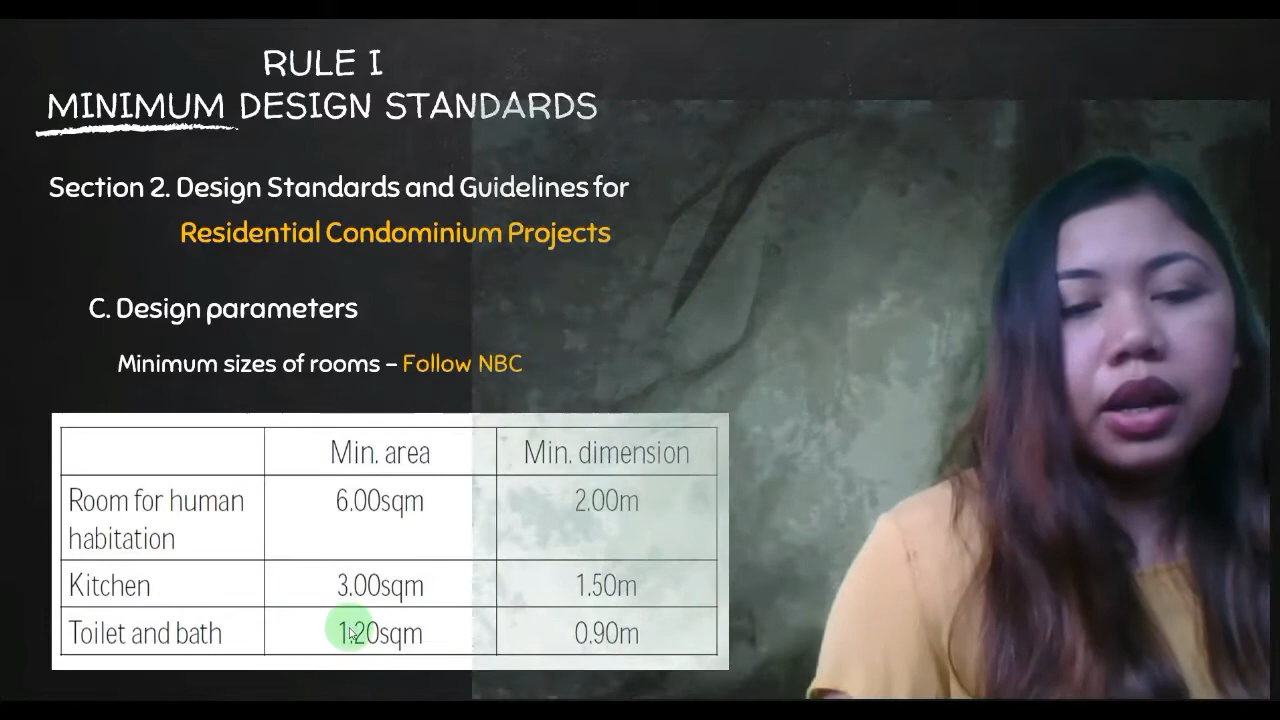 RULE I
MINIMUM DESIGN STANDARDS
Section 2. Design Standards and Guidelines for
Residential Condominium Projects
C. Design parameters
Minimum sizes of rooms – Follow NBC
Min. area Min. dimension
Room for human habitation 6.00sqm 2.00m
Kitchen 3.00sqm 1.50m
Toilet and bath 1.20sqm 0.90m